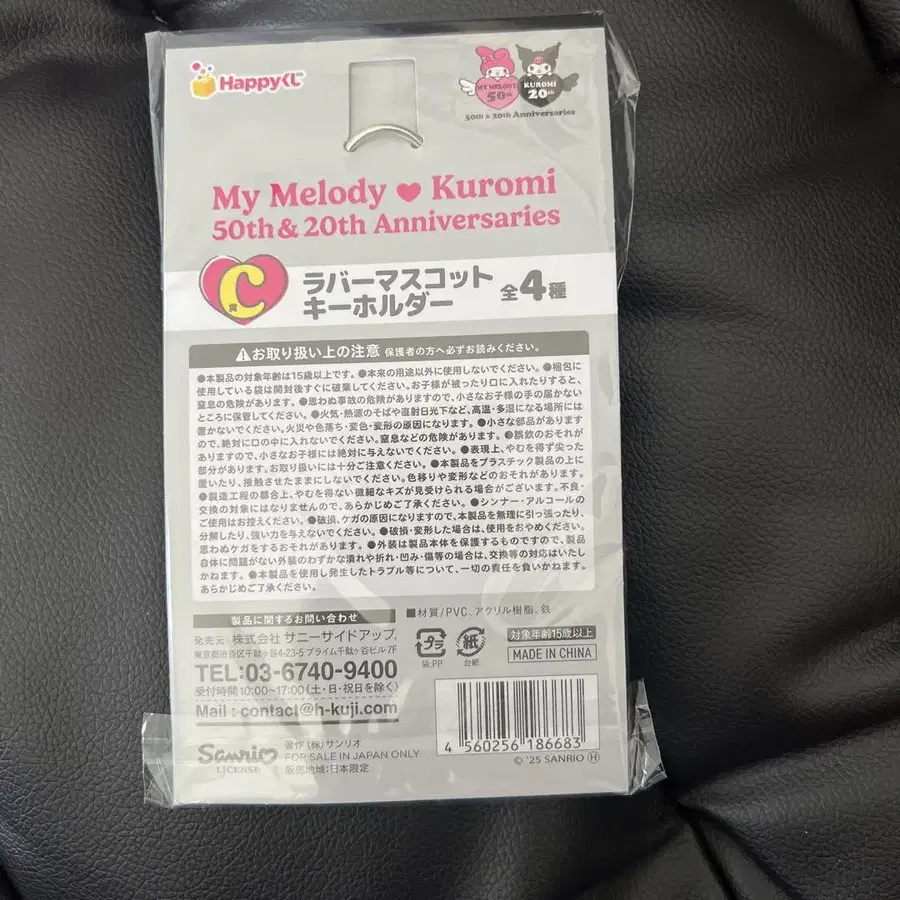 Happyくじ
MY MELODY 50th
KUROMI 20th
50th & 20th Anniversaries
My Melody ♥ Kuromi
50th & 20th Anniversaries
C賞
ラバーマスコット
キーホルダー
全4種
⚠お取り扱い上の注意 保護者の方へ必ずお読みください。
●本製品の対象年齢は15歳以上です。●本来の用途以外に使用しないでください。●梱包に
使用している袋は開封後すぐに破棄してください。お子様が被ったり口に入れたりすると、
窒息の危険があります。●思わぬ事故の危険がありますので、小さなお子様の手の届かない
ところに保管してください。●火気・熱源のそばや直射日光下など、高温・多湿になる場所には
置かないでください。火災や色落ち・変色・変形の原因になります。●小さな部品があります
ので、絶対に口の中に入れないでください。窒息などの危険があります。●誤飲のおそれが
ありますので、小さなお子様には絶対に与えないでください。●表現上、やむを得ず尖った
部分があります。お取り扱いには十分ご注意ください。●本製品をプラスチック製品の上に
置いたり、接触させたままにしないでください。色移りや変形などのおそれがあります。
●製造工程の都合上、やむを得ない微細なキズが見受けられる場合がございます。不良・
交換の対象にはなりませんので、あらかじめご了承ください。●シンナー・アルコールの
ご使用はお控えください。●破損、ケガの原因になりますので、本製品を無理に引っ張ったり、
分解したり、強い力を与えないでください。●破損・変形した場合は、使用をおやめください。
思わぬケガをするおそれがあります。●外装は製品本体を保護するものですので、製品
自体に問題がない外装のわずかな潰れや折れ・凹み・傷等の場合は、交換等の対応はいたし
かねます。●本製品を使用し発生したトラブル等について、一切の責任を負いかねます。
あらかじめご了承ください。
製品に関するお問い合わせ
発売元:株式会社 サニーサイドアップ
東京都渋谷区千駄ヶ谷4-23-5 プライム千駄ヶ谷ビル 7F
TEL:03-6740-9400
受付時間 10:00~17:00(土・日・祝日を除く)
Mail : contact@h-kuji.com
■材質/PVC、アクリル樹脂、鉄
プラ
袋:PP
紙
台紙
対象年齢15歳以上
MADE IN CHINA
4 560256 186683
Sanrio
LICENSE
著作 (株)サンリオ
FOR SALE IN JAPAN ONLY
販売地域:日本限定
© '25 SANRIO Ⓗ